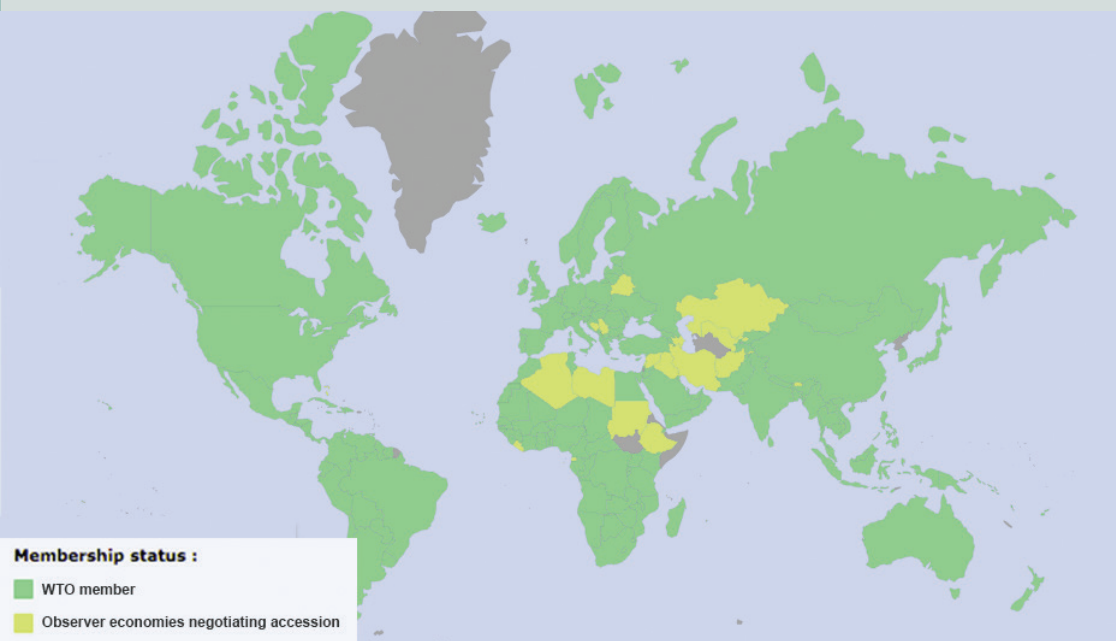 Membership status :
WTO member
Observer economies negotiating accession